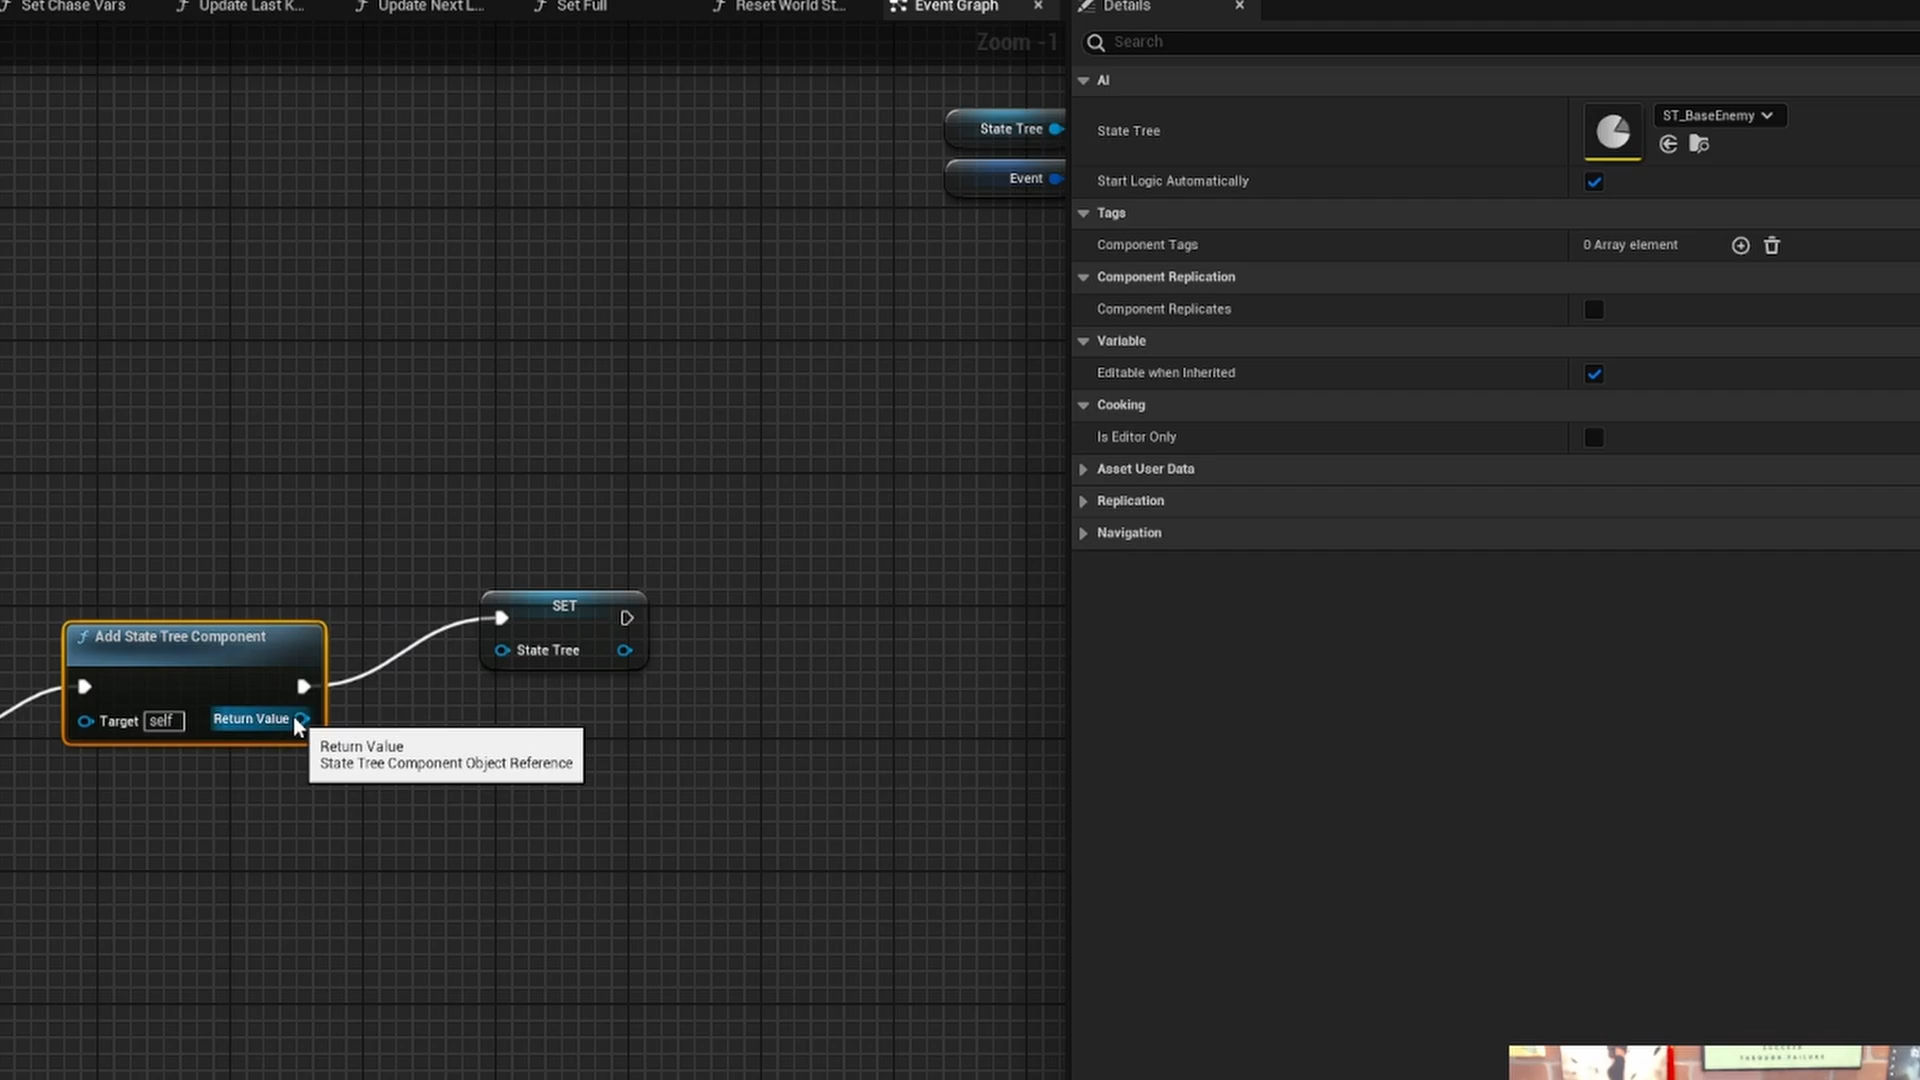 Set Chase Vars
Update Last K...
Update Next L...
Set Full
Reset World St...
Event Graph
Zoom -1
State Tree
Event
Add State Tree Component
Target
self
Return Value
SET
State Tree
Return Value
State Tree Component Object Reference
Details
Search
AI
State Tree
ST_BaseEnemy
Start Logic Automatically
Tags
Component Tags
0 Array element
Component Replication
Component Replicates
Variable
Editable when Inherited
Cooking
Is Editor Only
Asset User Data
Replication
Navigation
THROUGH FAILURE